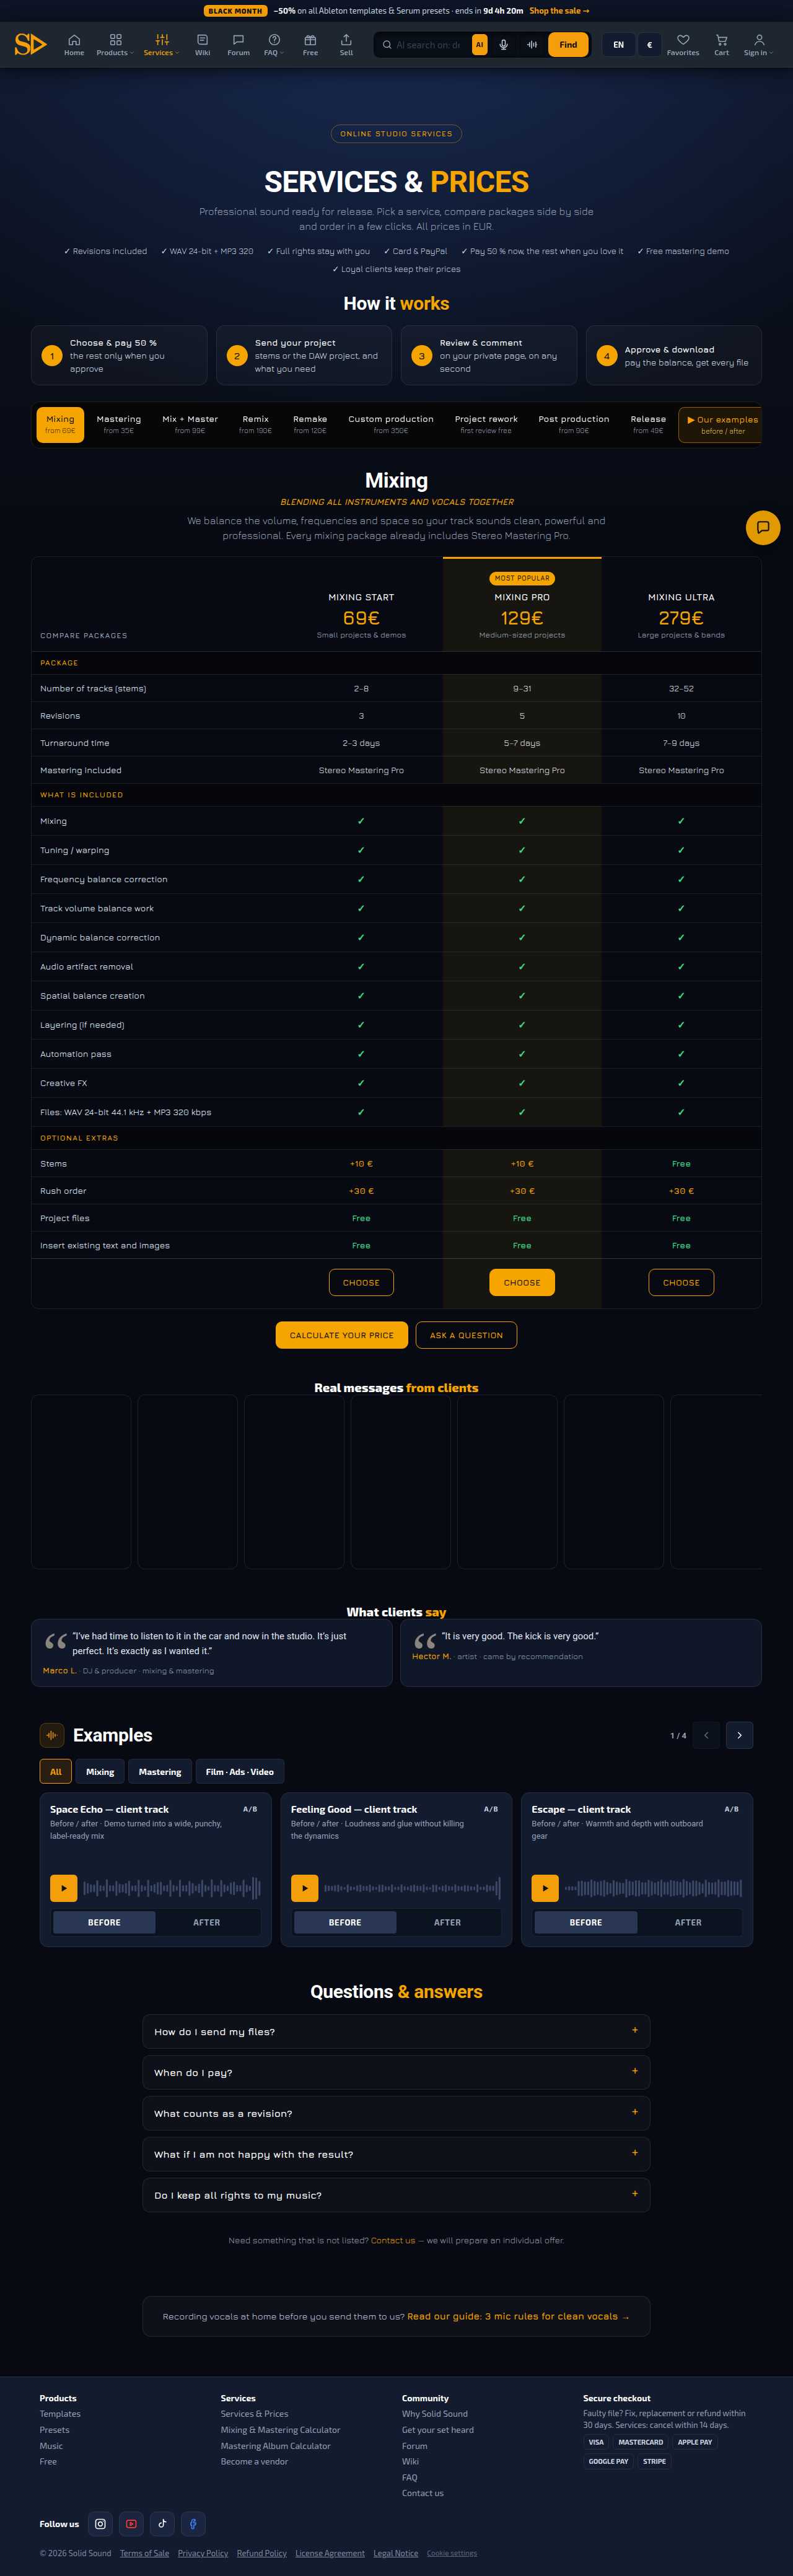 BLACK MONTH −50% on all Ableton templates & Serum presets · ends in 9d 4h 20m Shop the sale →
Home Products Services Wiki Forum FAQ Free Sell AI search on: AI Find EN € Favorites Cart Sign in
ONLINE STUDIO SERVICES
SERVICES & PRICES
Professional sound ready for release. Pick a service, compare packages side by side
and order in a few clicks. All prices in EUR.
✓ Revisions included ✓ WAV 24-bit + MP3 320 ✓ Full rights stay with you ✓ Card & PayPal ✓ Pay 50 % now, the rest when you love it ✓ Free mastering demo
✓ Loyal clients keep their prices
How it works
1 Choose & pay 50 %
the rest only when you
approve
2 Send your project
stems or the DAW project, and
what you need
3 Review & comment
on your private page, on any
second
4 Approve & download
pay the balance, get every file
Mixing Mastering Mix + Master Remix Remake Custom production Project rework Post production Release ▶ Our examples
from 69€ from 35€ from 99€ from 190€ from 120€ from 350€ first review free from 90€ from 49€ before / after
Mixing
BLENDING ALL INSTRUMENTS AND VOCALS TOGETHER
We balance the volume, frequencies and space so your track sounds clean, powerful and
professional. Every mixing package already includes Stereo Mastering Pro.
MOST POPULAR
MIXING START MIXING PRO MIXING ULTRA
69€ 129€ 279€
COMPARE PACKAGES Small projects & demos Medium-sized projects Large projects & bands
PACKAGE
Number of tracks (stems) 2–8 9–31 32–52
Revisions 3 5 10
Turnaround time 2–3 days 5–7 days 7–9 days
Mastering included Stereo Mastering Pro Stereo Mastering Pro Stereo Mastering Pro
WHAT IS INCLUDED
Mixing ✓ ✓ ✓
Tuning / warping ✓ ✓ ✓
Frequency balance correction ✓ ✓ ✓
Track volume balance work ✓ ✓ ✓
Dynamic balance correction ✓ ✓ ✓
Audio artifact removal ✓ ✓ ✓
Spatial balance creation ✓ ✓ ✓
Layering (if needed) ✓ ✓ ✓
Automation pass ✓ ✓ ✓
Creative FX ✓ ✓ ✓
Files: WAV 24-bit 44.1 kHz + MP3 320 kbps ✓ ✓ ✓
OPTIONAL EXTRAS
Stems +10 € +10 € Free
Rush order +30 € +30 € +30 €
Project files Free Free Free
Insert existing text and images Free Free Free
CHOOSE CHOOSE CHOOSE
CALCULATE YOUR PRICE ASK A QUESTION
Real messages from clients
What clients say
“I've had time to listen to it in the car and now in the studio. It's just
perfect. It's exactly as I wanted it.”
Marco L. · DJ & producer · mixing & mastering
“It is very good. The kick is very good.”
Hector M. · artist · came by recommendation
Examples 1 / 4
All Mixing Mastering Film · Ads · Video
Space Echo — client track A/B
Before / after · Demo turned into a wide, punchy,
label-ready mix
BEFORE AFTER
Feeling Good — client track A/B
Before / after · Loudness and glue without killing
the dynamics
BEFORE AFTER
Escape — client track A/B
Before / after · Warmth and depth with outboard
gear
BEFORE AFTER
Questions & answers
How do I send my files? +
When do I pay? +
What counts as a revision? +
What if I am not happy with the result? +
Do I keep all rights to my music? +
Need something that is not listed? Contact us — we will prepare an individual offer.
Recording vocals at home before you send them to us? Read our guide: 3 mic rules for clean vocals →
Products
Templates
Presets
Music
Free
Services
Services & Prices
Mixing & Mastering Calculator
Mastering Album Calculator
Become a vendor
Community
Why Solid Sound
Get your set heard
Forum
Wiki
FAQ
Contact us
Secure checkout
Faulty file? Fix, replacement or refund within
30 days. Services: cancel within 14 days.
VISA MASTERCARD APPLE PAY
GOOGLE PAY STRIPE
Follow us
© 2026 Solid Sound Terms of Sale Privacy Policy Refund Policy License Agreement Legal Notice Cookie settings